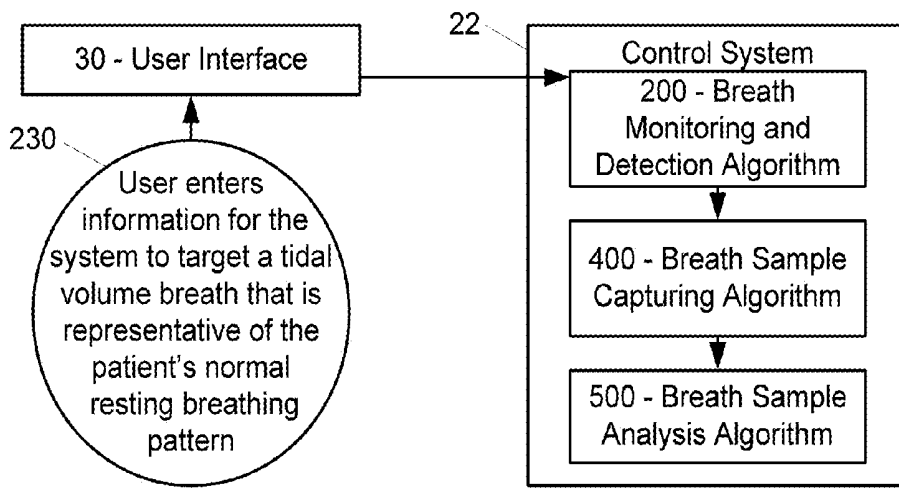 22
30 - User Interface
230
User enters
information for the
system to target a tidal
volume breath that is
representative of the
patient's normal
resting breathing
pattern
Control System
200 - Breath
Monitoring and
Detection Algorithm
400 - Breath Sample
Capturing Algorithm
500 - Breath Sample
Analysis Algorithm